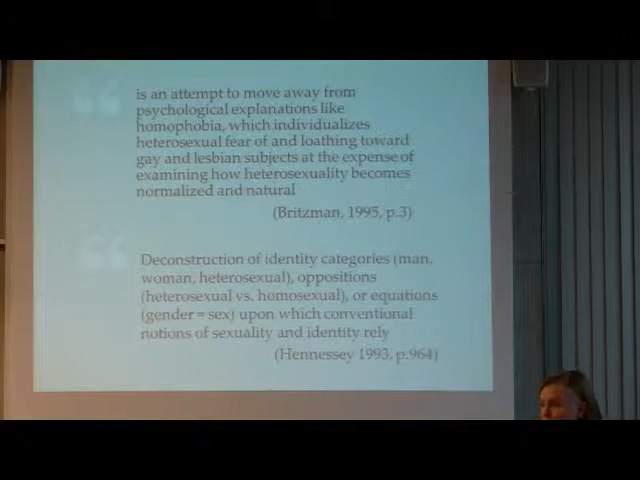 is an attempt to move away from
psychological explanations like
homophobia, which individualizes
heterosexual fear of and loathing toward
gay and lesbian subjects at the expense of
examining how heterosexuality becomes
normalized and natural
(Britzman, 1995, p.3)
Deconstruction of identity categories (man,
woman, heterosexual), oppositions
(heterosexual vs. homosexual), or equations
(gender = sex) upon which conventional
notions of sexuality and identity rely
(Hennessey 1993, p.964)